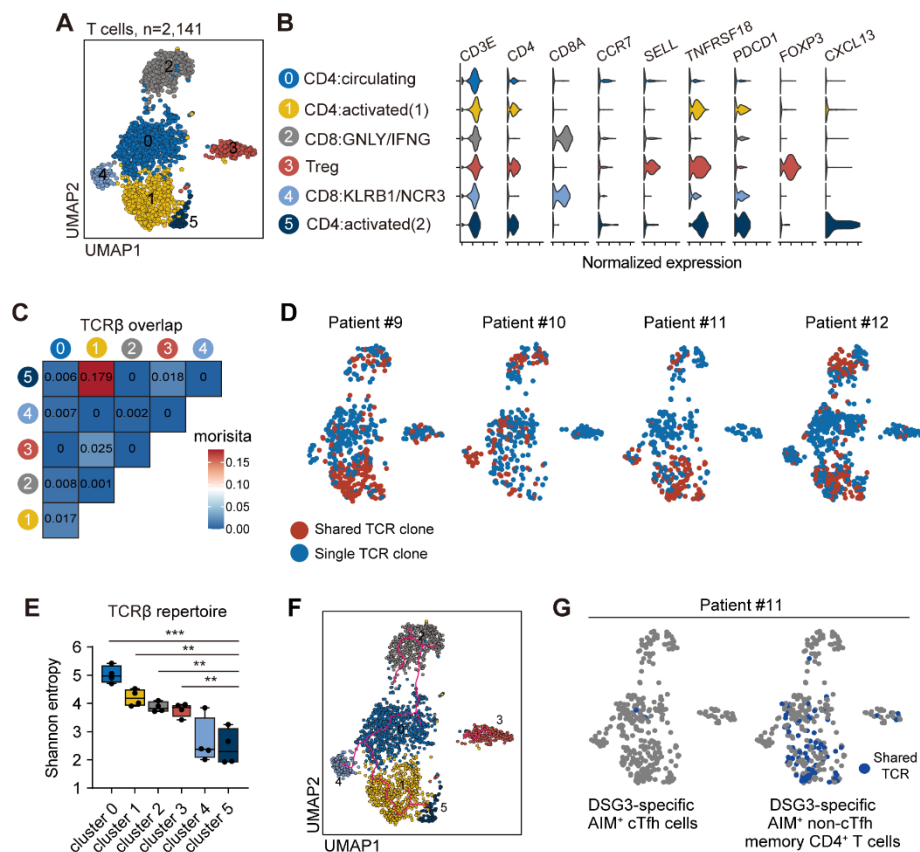 A
T cells, n=2,141
2
0
3
4
1
5
UMAP2
UMAP1
B
CD3E
CD4
CD8A
CCR7
SELL
TNFRSF18
PDCD1
FOXP3
CXCL13
0 CD4:circulating
1 CD4:activated(1)
2 CD8:GNLY/IFNG
3 Treg
4 CD8:KLRB1/NCR3
5 CD4:activated(2)
Normalized expression
C
TCRβ overlap
0 1 2 3 4
5 0.006 0.179 0 0.018 0
4 0.007 0 0.002 0
3 0 0.025 0
2 0.008 0.001
1 0.017
morisita
0.15
0.10
0.05
0.00
D
Patient #9 Patient #10 Patient #11 Patient #12
Shared TCR clone
Single TCR clone
E
TCRβ repertoire
***
**
**
**
Shannon entropy
6
5
4
3
2
1
cluster 0
cluster 1
cluster 2
cluster 3
cluster 4
cluster 5
F
2
0
3
4
1
5
UMAP2
UMAP1
G
Patient #11
Shared
TCR
DSG3-specific
AIM⁺ cTfh cells
DSG3-specific
AIM⁺ non-cTfh
memory CD4⁺ T cells